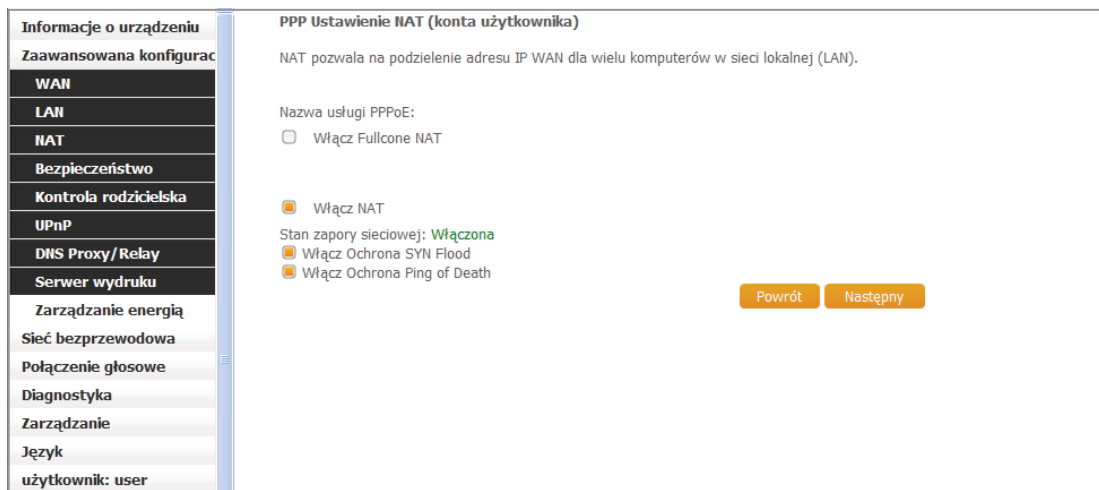 Informacje o urządzeniu
Zaawansowana konfigurac
WAN
LAN
NAT
Bezpieczeństwo
Kontrola rodzicielska
UPnP
DNS Proxy/Relay
Serwer wydruku
Zarządzanie energią
Sieć bezprzewodowa
Połączenie głosowe
Diagnostyka
Zarządzanie
Język
użytkownik: user
PPP Ustawienie NAT (konta użytkownika)
NAT pozwala na podzielenie adresu IP WAN dla wielu komputerów w sieci lokalnej (LAN).
Nazwa usługi PPPoE:
Włącz Fullcone NAT
Włącz NAT
Stan zapory sieciowej: Włączona
Włącz Ochrona SYN Flood
Włącz Ochrona Ping of Death
Powrót Następny